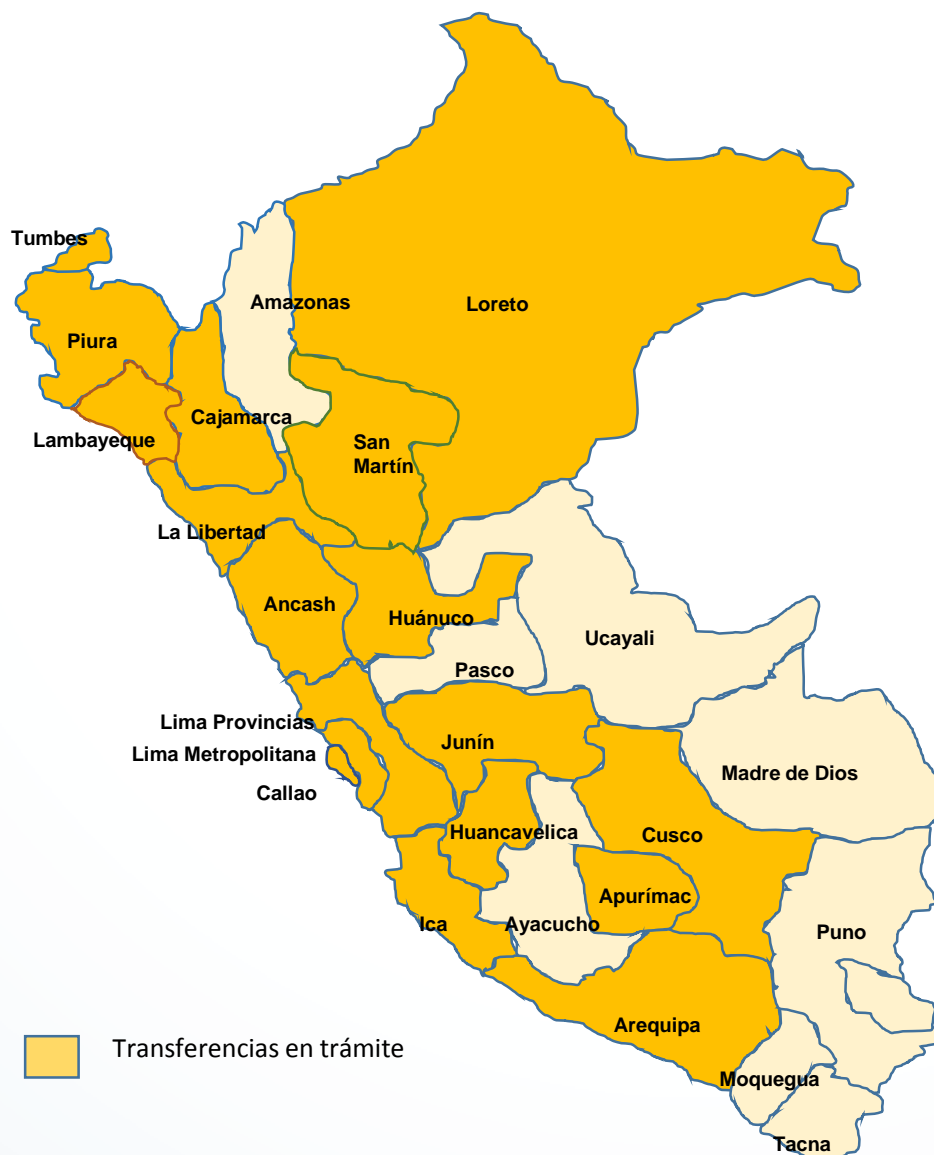 Tumbes
Amazonas
Loreto
Piura
Cajamarca
Lambayeque
San
Martín
La Libertad
Ancash
Huánuco
Ucayali
Pasco
Lima Provincias
Junín
Lima Metropolitana
Madre de Dios
Callao
Huancavelica
Cusco
Apurímac
Ica
Ayacucho
Puno
Arequipa
Transferencias en trámite
Moquegua
Tacna